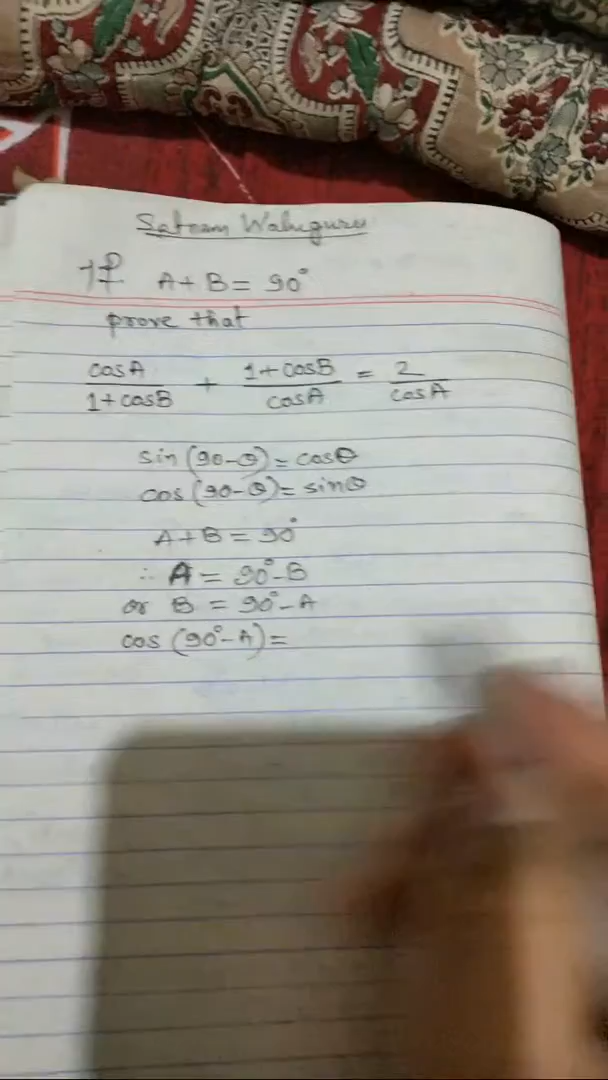 Satnam Waheguru
If A + B = 90°
prove that
cosA / 1 + cosB + 1 + cosB / cosA = 2 / cosA
sin (90-θ) = cosθ
cos (90-θ) = sinθ
A + B = 90°
∴ A = 90°-B
or B = 90°-A
cos (90°-A) =